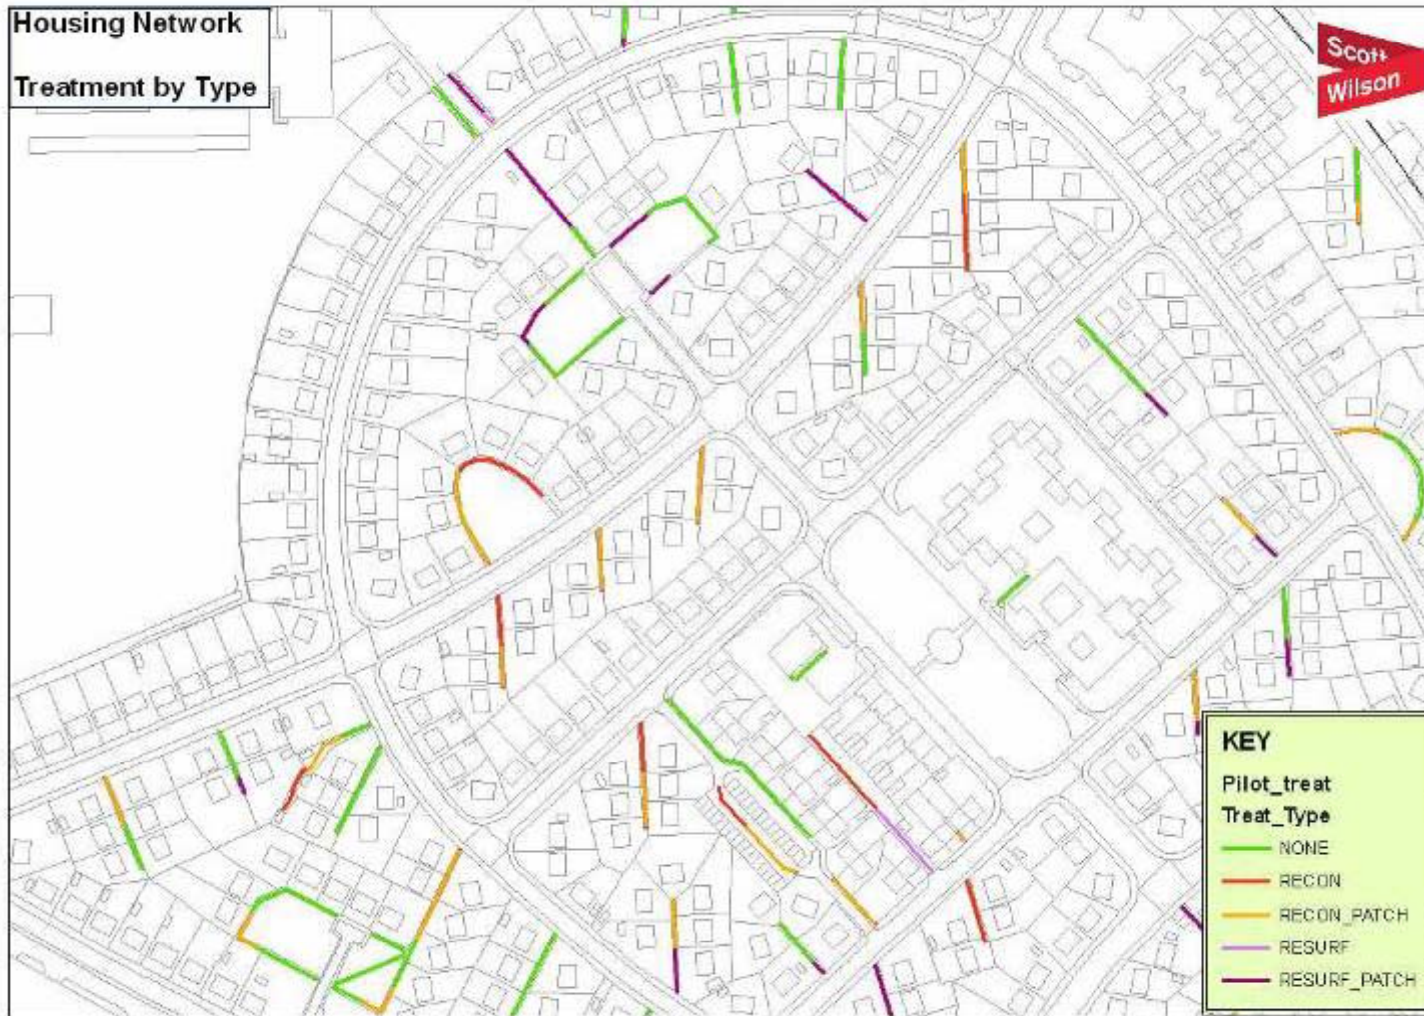 Housing Network
Treatment by Type
Scott
Wilson
KEY
Pilot_treat
Treat_Type
NONE
RECON
RECON_PATCH
RESURF
RESURF_PATCH